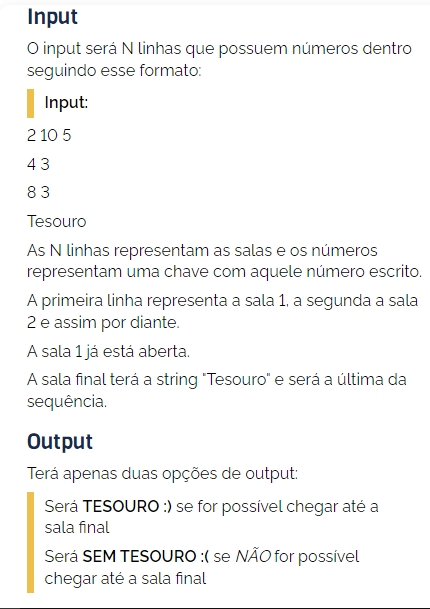 Input
O input será N linhas que possuem números dentro
seguindo esse formato:
Input:
2 10 5
4 3
8 3
Tesouro
As N linhas representam as salas e os números
representam uma chave com aquele número escrito.
A primeira linha representa a sala 1, a segunda a sala
2 e assim por diante.
A sala 1 já está aberta.
A sala final terá a string "Tesouro" e será a última da
sequência.
Output
Terá apenas duas opções de output:
Será TESOURO :) se for possível chegar até a
sala final
Será SEM TESOURO :( se NÃO for possível
chegar até a sala final